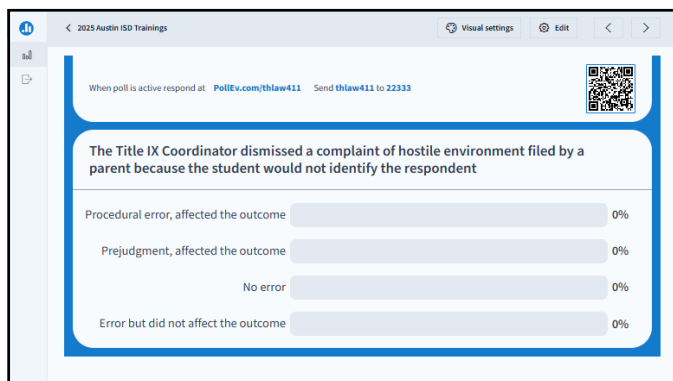 2025 Austin ISD Trainings
Visual settings
Edit
When poll is active respond at PollEv.com/thlaw411 Send thlaw411 to 22333
The Title IX Coordinator dismissed a complaint of hostile environment filed by a
parent because the student would not identify the respondent
Procedural error, affected the outcome 0%
Prejudgment, affected the outcome 0%
No error 0%
Error but did not affect the outcome 0%